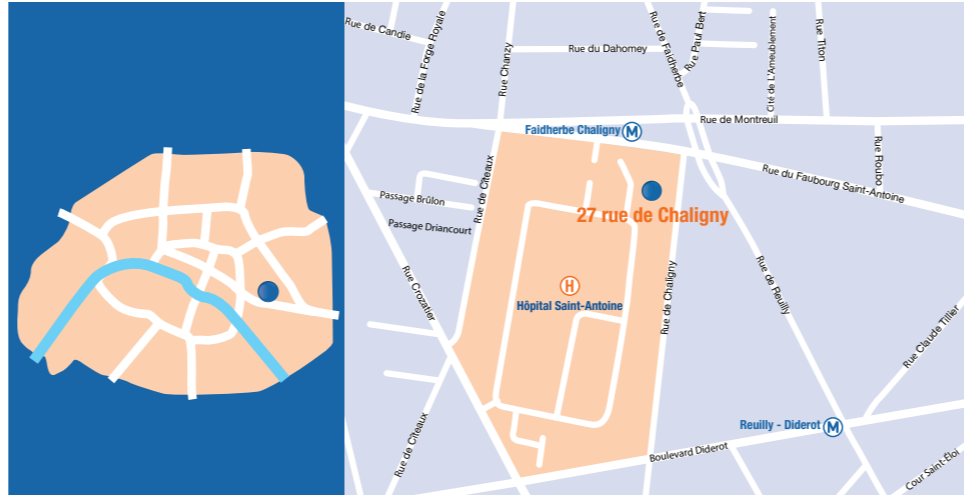 Rue de Candie
Rue de la Forge Royale
Rue Chanzy
Rue du Dahomey
Rue de Faidherbe
Rue Paul Bert
Cité de L'Ameublement
Rue Titon
Rue de Montreuil
Faidherbe Chaligny M
Rue Roubo
Rue du Faubourg Saint-Antoine
Passage Brûlon
Rue de Cîteaux
27 rue de Chaligny
Passage Driancourt
Rue Crozatier
H
Hôpital Saint-Antoine
Rue de Chaligny
Rue de Reuilly
Rue Claude Tillier
Reuilly - Diderot M
Rue de Cîteaux
Boulevard Diderot
Cour Saint-Éloi